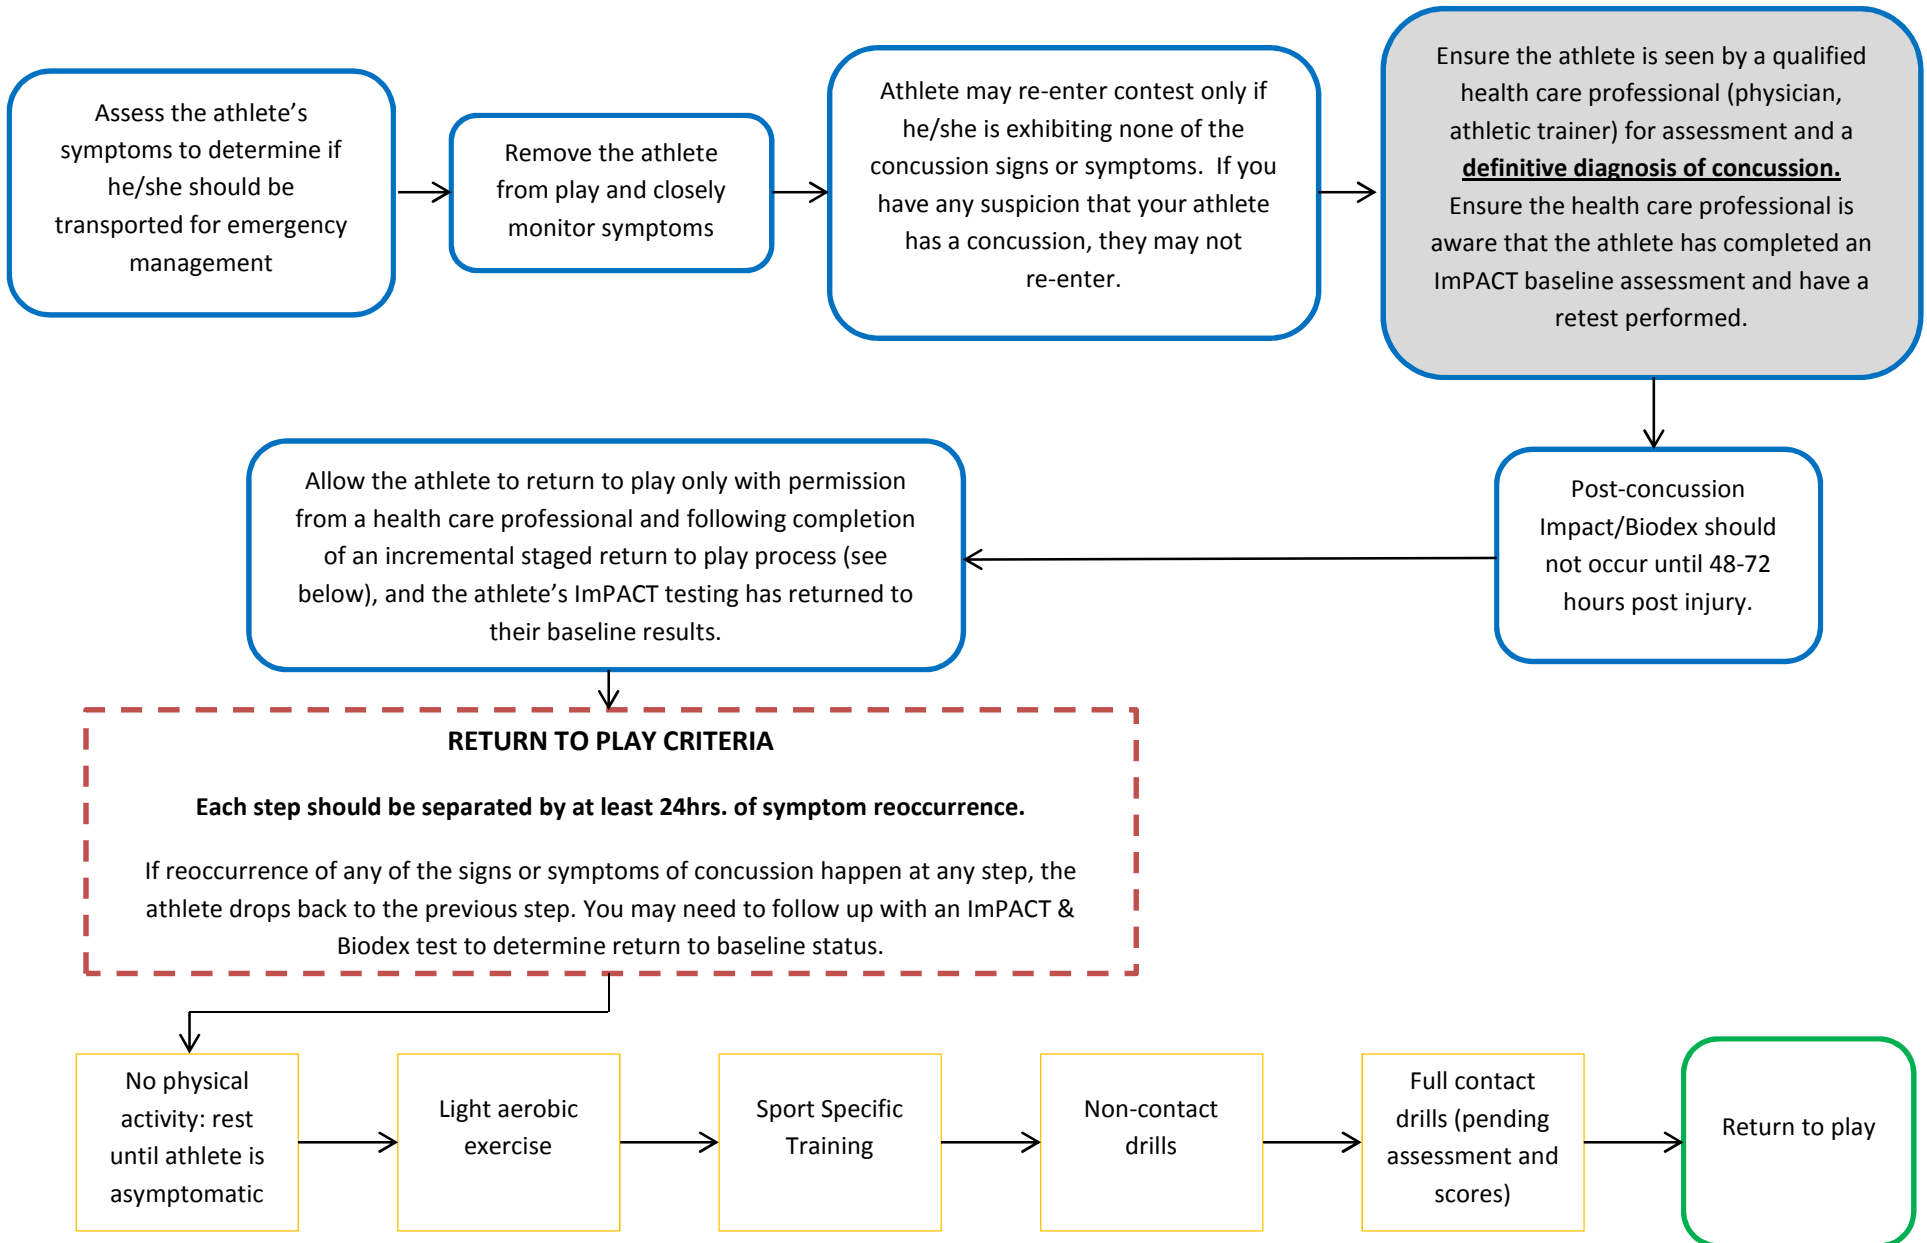 Assess the athlete’s
symptoms to determine if
he/she should be
transported for emergency
management
Remove the athlete
from play and closely
monitor symptoms
Athlete may re-enter contest only if
he/she is exhibiting none of the
concussion signs or symptoms.  If you
have any suspicion that your athlete
has a concussion, they may not
re-enter.
Ensure the athlete is seen by a qualified
health care professional (physician,
athletic trainer) for assessment and a
definitive diagnosis of concussion.
Ensure the health care professional is
aware that the athlete has completed an
ImPACT baseline assessment and have a
retest performed.
Post-concussion
Impact/Biodex should
not occur until 48-72
hours post injury.
Allow the athlete to return to play only with permission
from a health care professional and following completion
of an incremental staged return to play process (see
below), and the athlete’s ImPACT testing has returned to
their baseline results.
RETURN TO PLAY CRITERIA
Each step should be separated by at least 24hrs. of symptom reoccurrence.
If reoccurrence of any of the signs or symptoms of concussion happen at any step, the
athlete drops back to the previous step. You may need to follow up with an ImPACT &
Biodex test to determine return to baseline status.
No physical
activity: rest
until athlete is
asymptomatic
Light aerobic
exercise
Sport Specific
Training
Non-contact
drills
Full contact
drills (pending
assessment and
scores)
Return to play